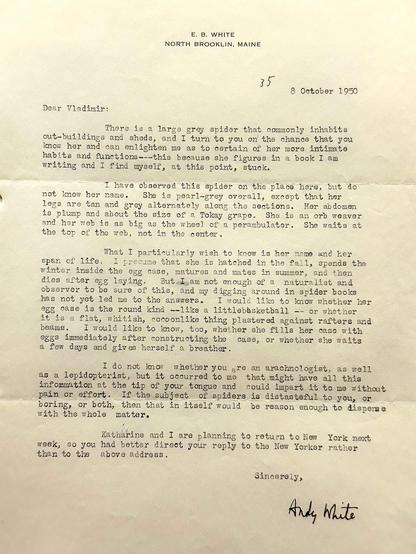 E. B. WHITE
NORTH BROOKLIN, MAINE
35
8 October 1950
Dear Vladimir:
There is a large grey spider that commonly inhabits
out-buildings and sheds, and I turn to you on the chance that you
know her and can enlighten me as to certain of her more intimate
habits and functions---this because she figures in a book I am
writing and I find myself, at this point, stuck.
I have observed this spider on the place here, but do
not know her name. She is pearl-grey overall, except that her
legs are tan and grey alternately along the sections. Her abdomen
is plump and about the size of a Tokay grape. She is an orb weaver
and her web is as big as the wheel of a perambulator. She waits at
the top of the web, not in the center.
What I particularly wish to know is her name and her
span of life. I presume that she is hatched in the fall, spends the
winter inside the egg case, matures and mates in summer, and then
dies after egg laying. But I am not enough of a naturalist and
observer to be sure of this, and my digging around in spider books
has not yet led me to the answers. I would like to know whether her
egg case is the round kind --like a littlebasketball -- or whether
it is a flat, whitish, cocoonlike thing plastered against rafters and
beams. I would like to know, too, whether she fills her case with
eggs immediately after constructing the case, or whether she waits
a few days and gives herself a breather.
I do not know whether you are an arachnologist, as well
as a lepidopterist, but it occurred to me that might have all this
information at the tip of your tongue and could impart it to me without
pain or effort. If the subject of spiders is distasteful to you, or
boring, or both, then that in itself would be reason enough to dispense
with the whole matter.
Katharine and I are planning to return to New York next
week, so you had better direct your reply to the New Yorker rather
than to the above address.
Sincerely,
Andy White